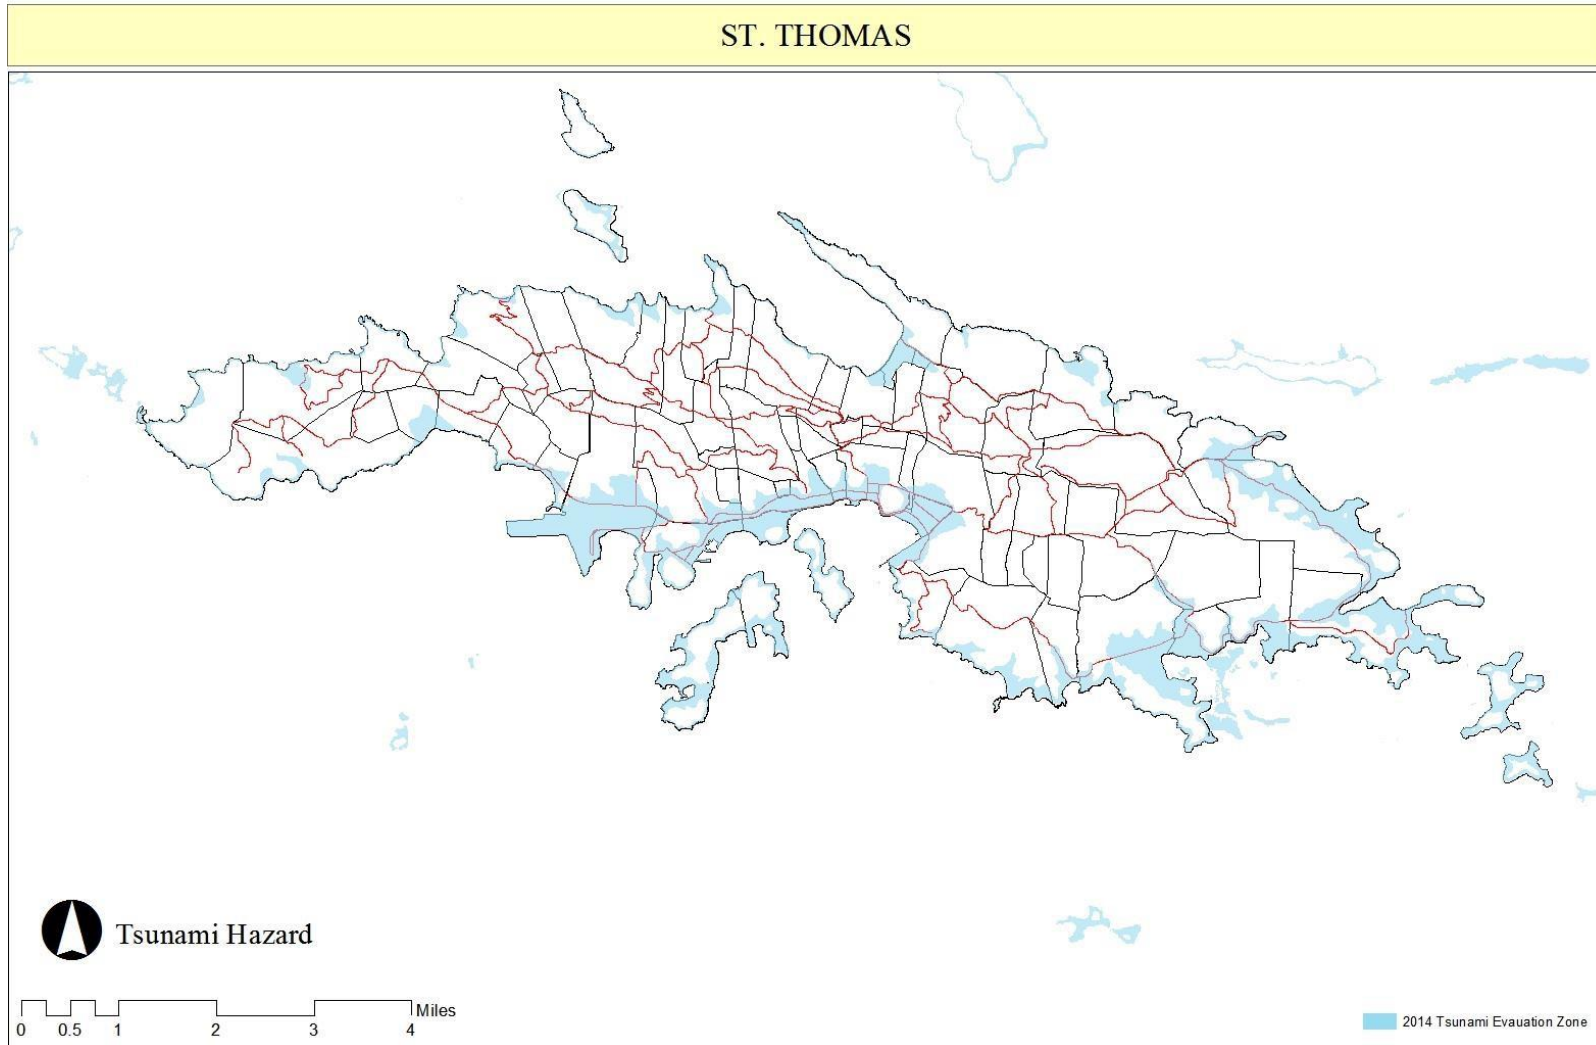 ST. THOMAS
Tsunami Hazard
Miles
0 0.5 1 2 3 4
2014 Tsunami Evauation Zone